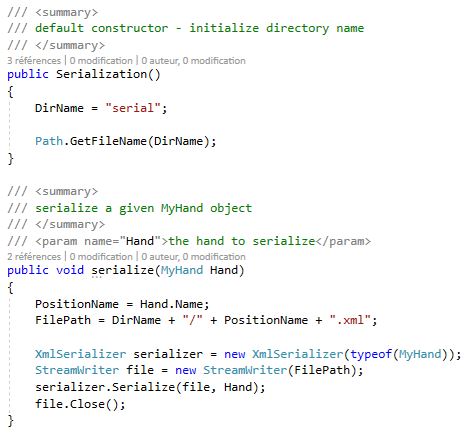 /// <summary>
/// default constructor - initialize directory name
/// </summary>
3 références | 0 modification | 0 auteur, 0 modification
public Serialization()
{
    DirName = "serial";

    Path.GetFileName(DirName);
}

/// <summary>
/// serialize a given MyHand object
/// </summary>
/// <param name="Hand">the hand to serialize</param>
2 références | 0 modification | 0 auteur, 0 modification
public void serialize(MyHand Hand)
{
    PositionName = Hand.Name;
    FilePath = DirName + "/" + PositionName + ".xml";

    XmlSerializer serializer = new XmlSerializer(typeof(MyHand));
    StreamWriter file = new StreamWriter(FilePath);
    serializer.Serialize(file, Hand);
    file.Close();
}